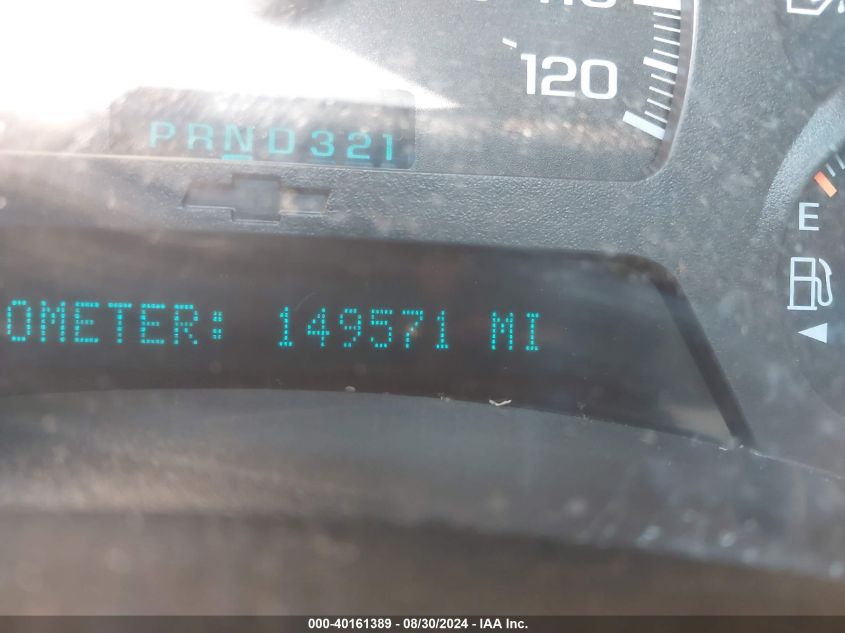 120
PRND321
E
OMETER: 149571 MI
000-40161389 - 08/30/2024 - IAA Inc.